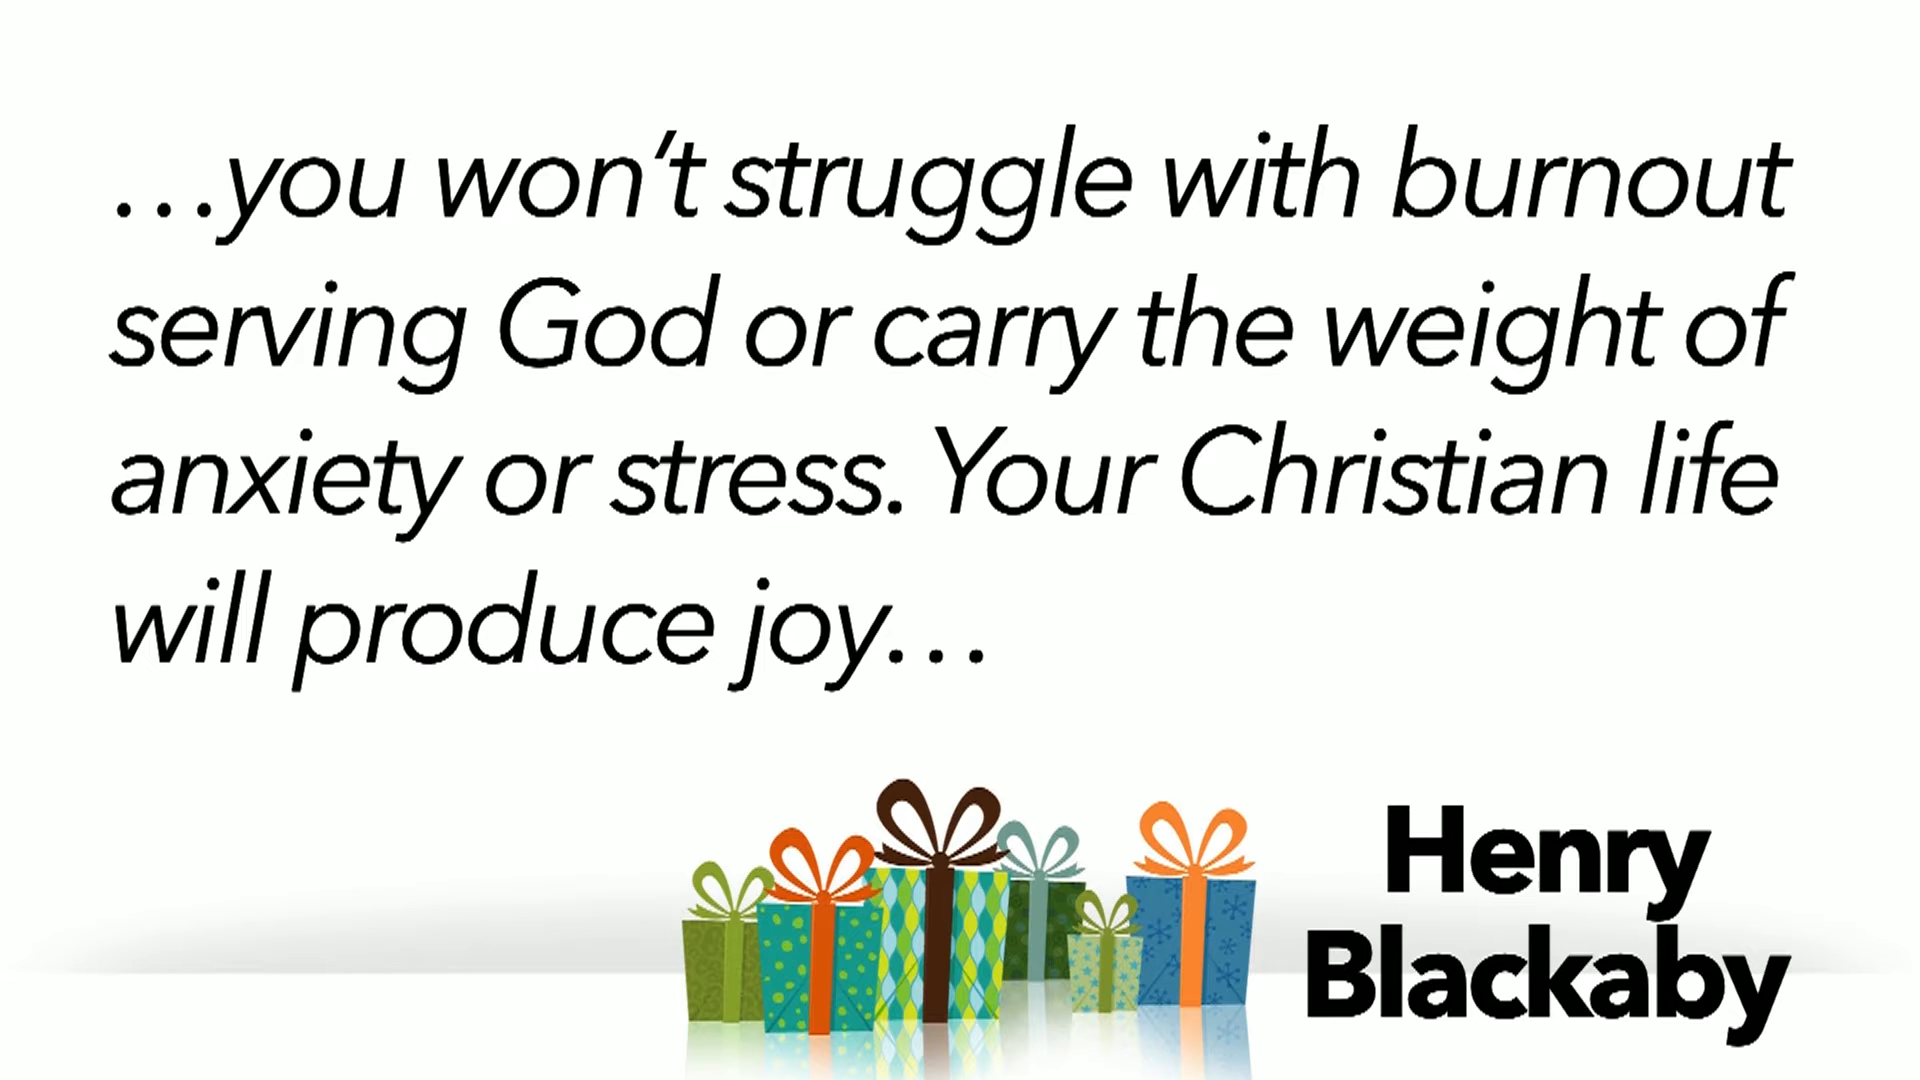 …you won’t struggle with burnout
serving God or carry the weight of
anxiety or stress. Your Christian life
will produce joy…
Henry
Blackaby